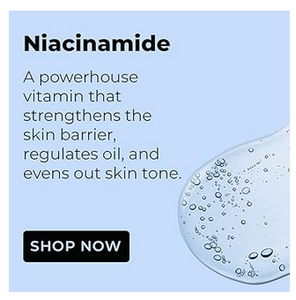 Niacinamide
A powerhouse
vitamin that
strengthens the
skin barrier,
regulates oil, and
evens out skin tone.
SHOP NOW